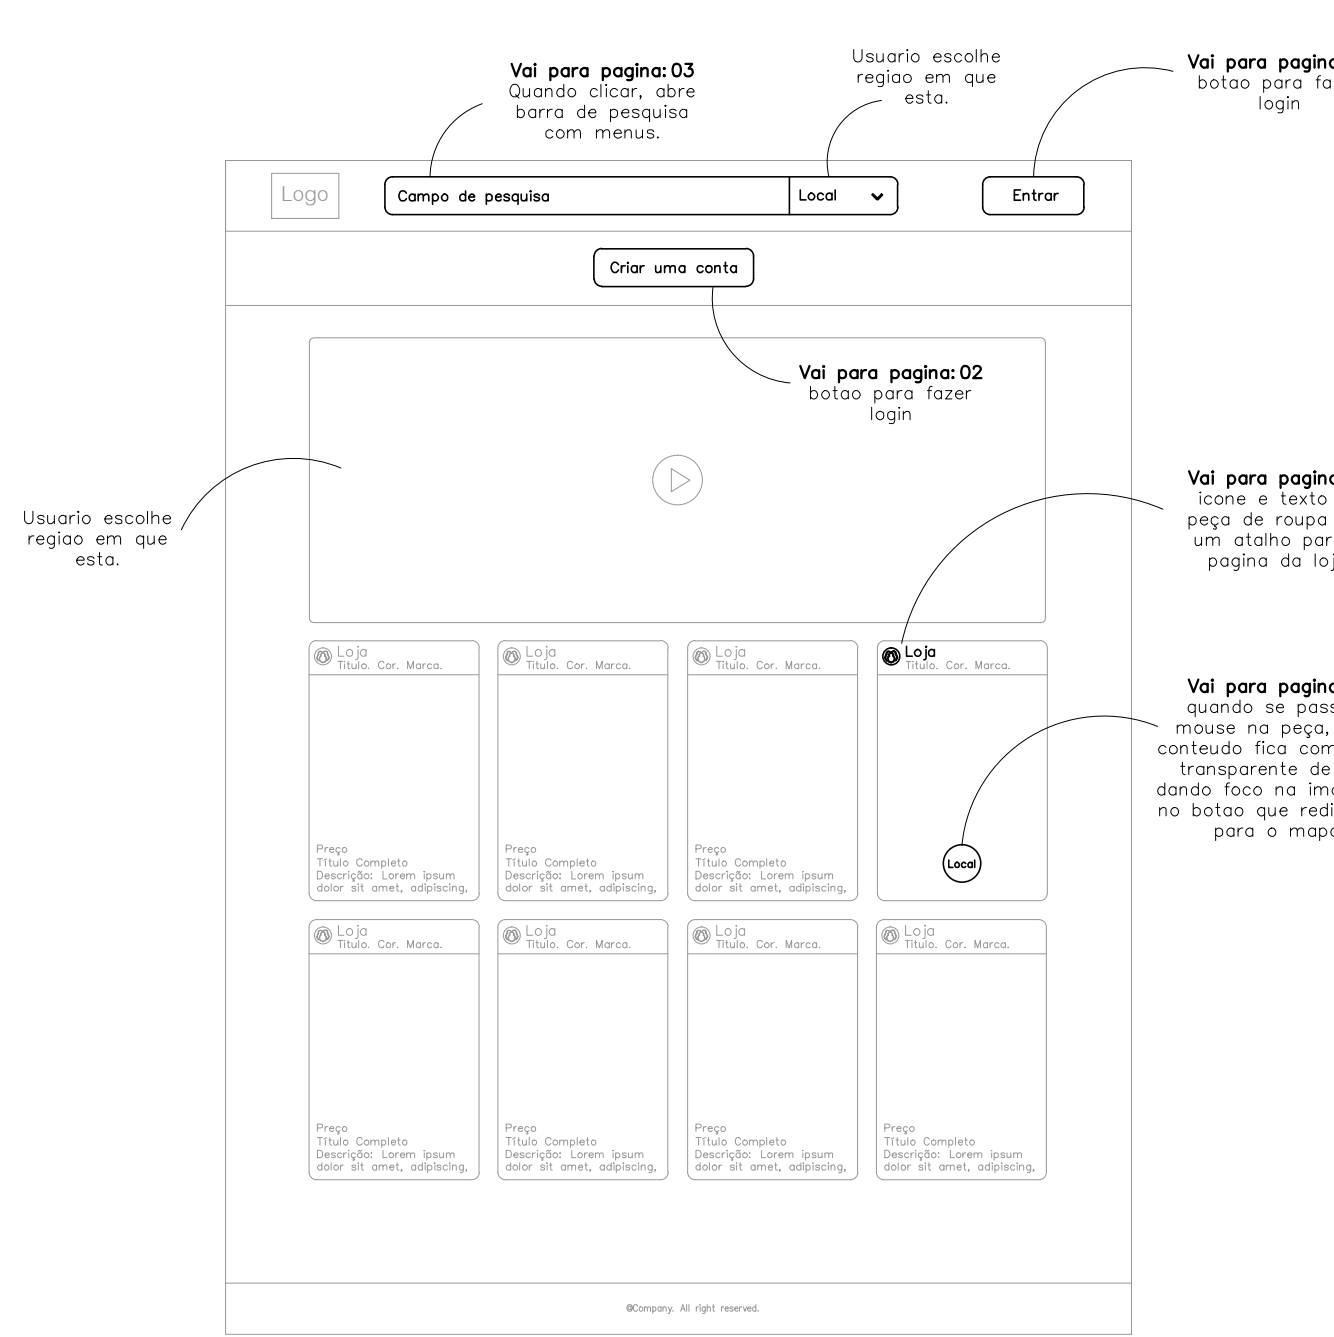 Vai para pagina: 03
Quando clicar, abre
barra de pesquisa
com menus.
Usuario escolhe
regiao em que
esta.
Vai para pagina
botao para fa
login
Logo
Campo de pesquisa
Local
Entrar
Criar uma conta
Vai para pagina: 02
botao para fazer
login
Usuario escolhe
regiao em que
esta.
Vai para pagina
icone e texto
peça de roupa
um atalho par
pagina da loj
Loja
Titulo. Cor. Marca.
Preço
Título Completo
Descrição: Lorem ipsum
dolor sit amet, adipiscing,
Loja
Titulo. Cor. Marca.
Preço
Título Completo
Descrição: Lorem ipsum
dolor sit amet, adipiscing,
Loja
Titulo. Cor. Marca.
Preço
Título Completo
Descrição: Lorem ipsum
dolor sit amet, adipiscing,
Loja
Titulo. Cor. Marca.
Local
Vai para pagina
quando se pass
mouse na peça,
conteudo fica com
transparente de
dando foco na ima
no botao que redi
para o mapa
Loja
Titulo. Cor. Marca.
Preço
Título Completo
Descrição: Lorem ipsum
dolor sit amet, adipiscing,
Loja
Titulo. Cor. Marca.
Preço
Título Completo
Descrição: Lorem ipsum
dolor sit amet, adipiscing,
Loja
Titulo. Cor. Marca.
Preço
Título Completo
Descrição: Lorem ipsum
dolor sit amet, adipiscing,
Loja
Titulo. Cor. Marca.
Preço
Título Completo
Descrição: Lorem ipsum
dolor sit amet, adipiscing,
@Company. All right reserved.